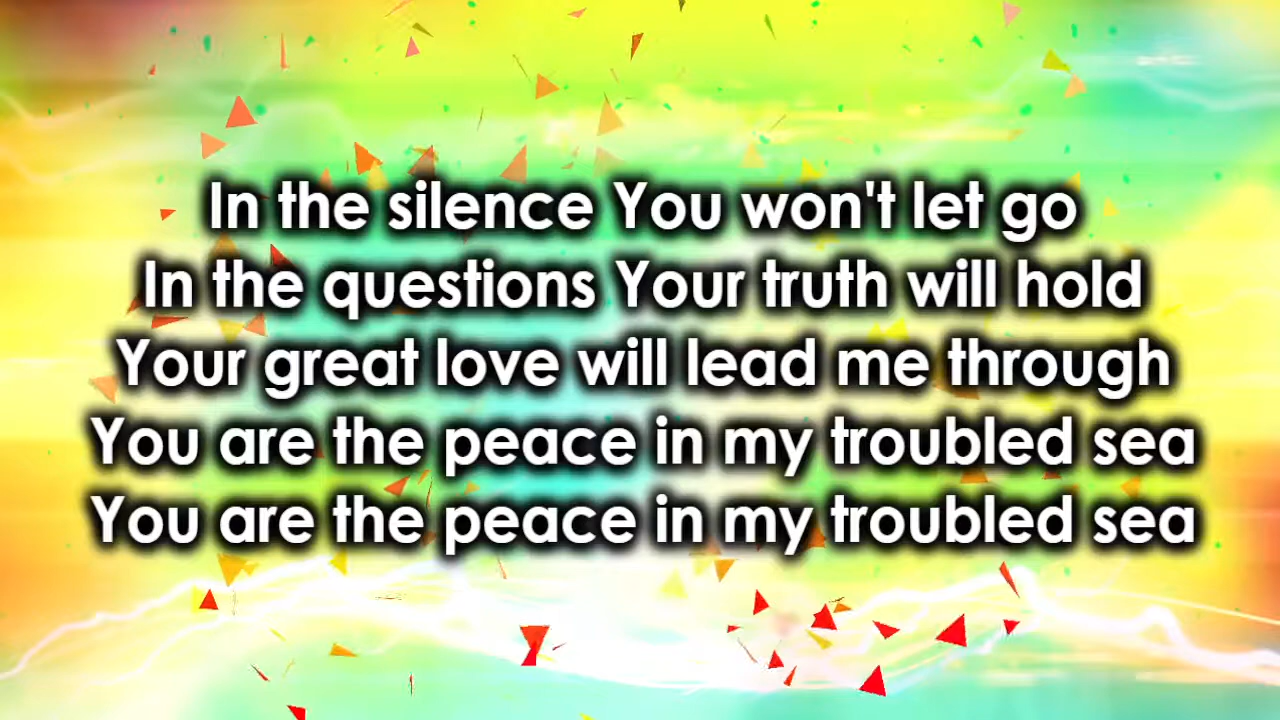 In the silence You won't let go
In the questions Your truth will hold
Your great love will lead me through
You are the peace in my troubled sea
You are the peace in my troubled sea